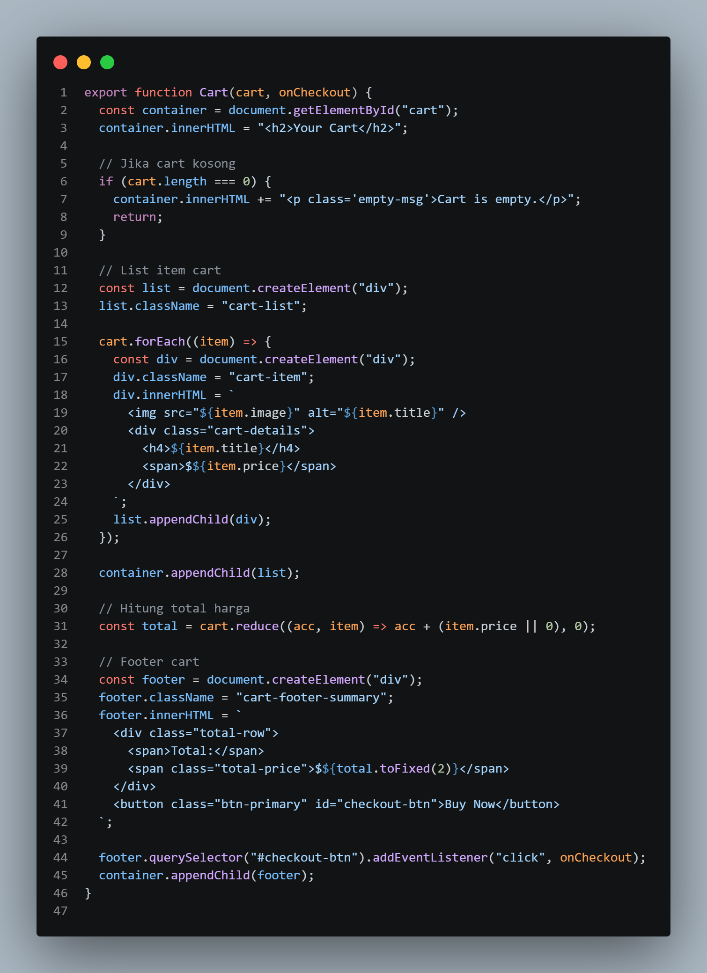 1 export function Cart(cart, onCheckout) {
2   const container = document.getElementById("cart");
3   container.innerHTML = "<h2>Your Cart</h2>";
4
5   // Jika cart kosong
6   if (cart.length === 0) {
7     container.innerHTML += "<p class='empty-msg'>Cart is empty.</p>";
8     return;
9   }
10
11   // List item cart
12   const list = document.createElement("div");
13   list.className = "cart-list";
14
15   cart.forEach((item) => {
16     const div = document.createElement("div");
17     div.className = "cart-item";
18     div.innerHTML = `
19       <img src="${item.image}" alt="${item.title}" />
20       <div class="cart-details">
21         <h4>${item.title}</h4>
22         <span>$${item.price}</span>
23       </div>
24     `;
25     list.appendChild(div);
26   });
27
28   container.appendChild(list);
29
30   // Hitung total harga
31   const total = cart.reduce((acc, item) => acc + (item.price || 0), 0);
32
33   // Footer cart
34   const footer = document.createElement("div");
35   footer.className = "cart-footer-summary";
36   footer.innerHTML = `
37     <div class="total-row">
38       <span>Total:</span>
39       <span class="total-price">$${total.toFixed(2)}</span>
40     </div>
41     <button class="btn-primary" id="checkout-btn">Buy Now</button>
42   `;
43
44   footer.querySelector("#checkout-btn").addEventListener("click", onCheckout);
45   container.appendChild(footer);
46 }
47